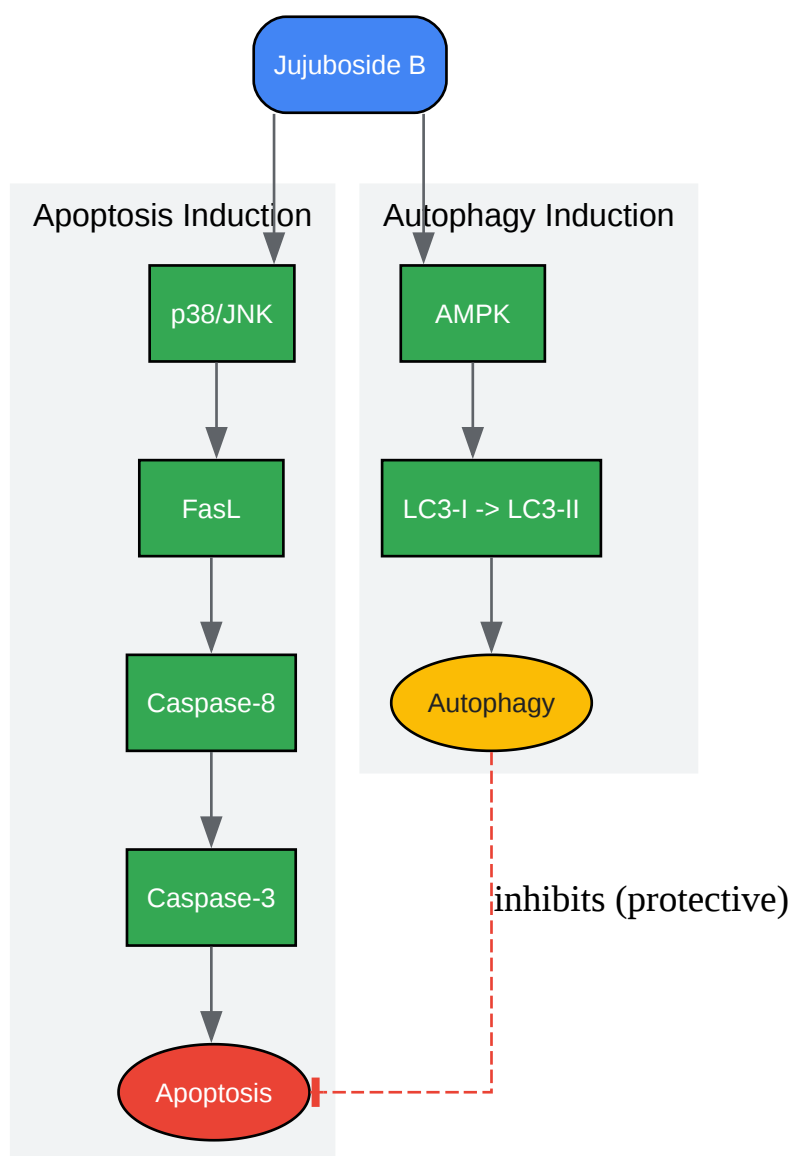 Jujuboside B
Apoptosis Induction
Autophagy Induction
p38/JNK
AMPK
FasL
LC3-I -> LC3-II
Caspase-8
Autophagy
Caspase-3
inhibits (protective)
Apoptosis